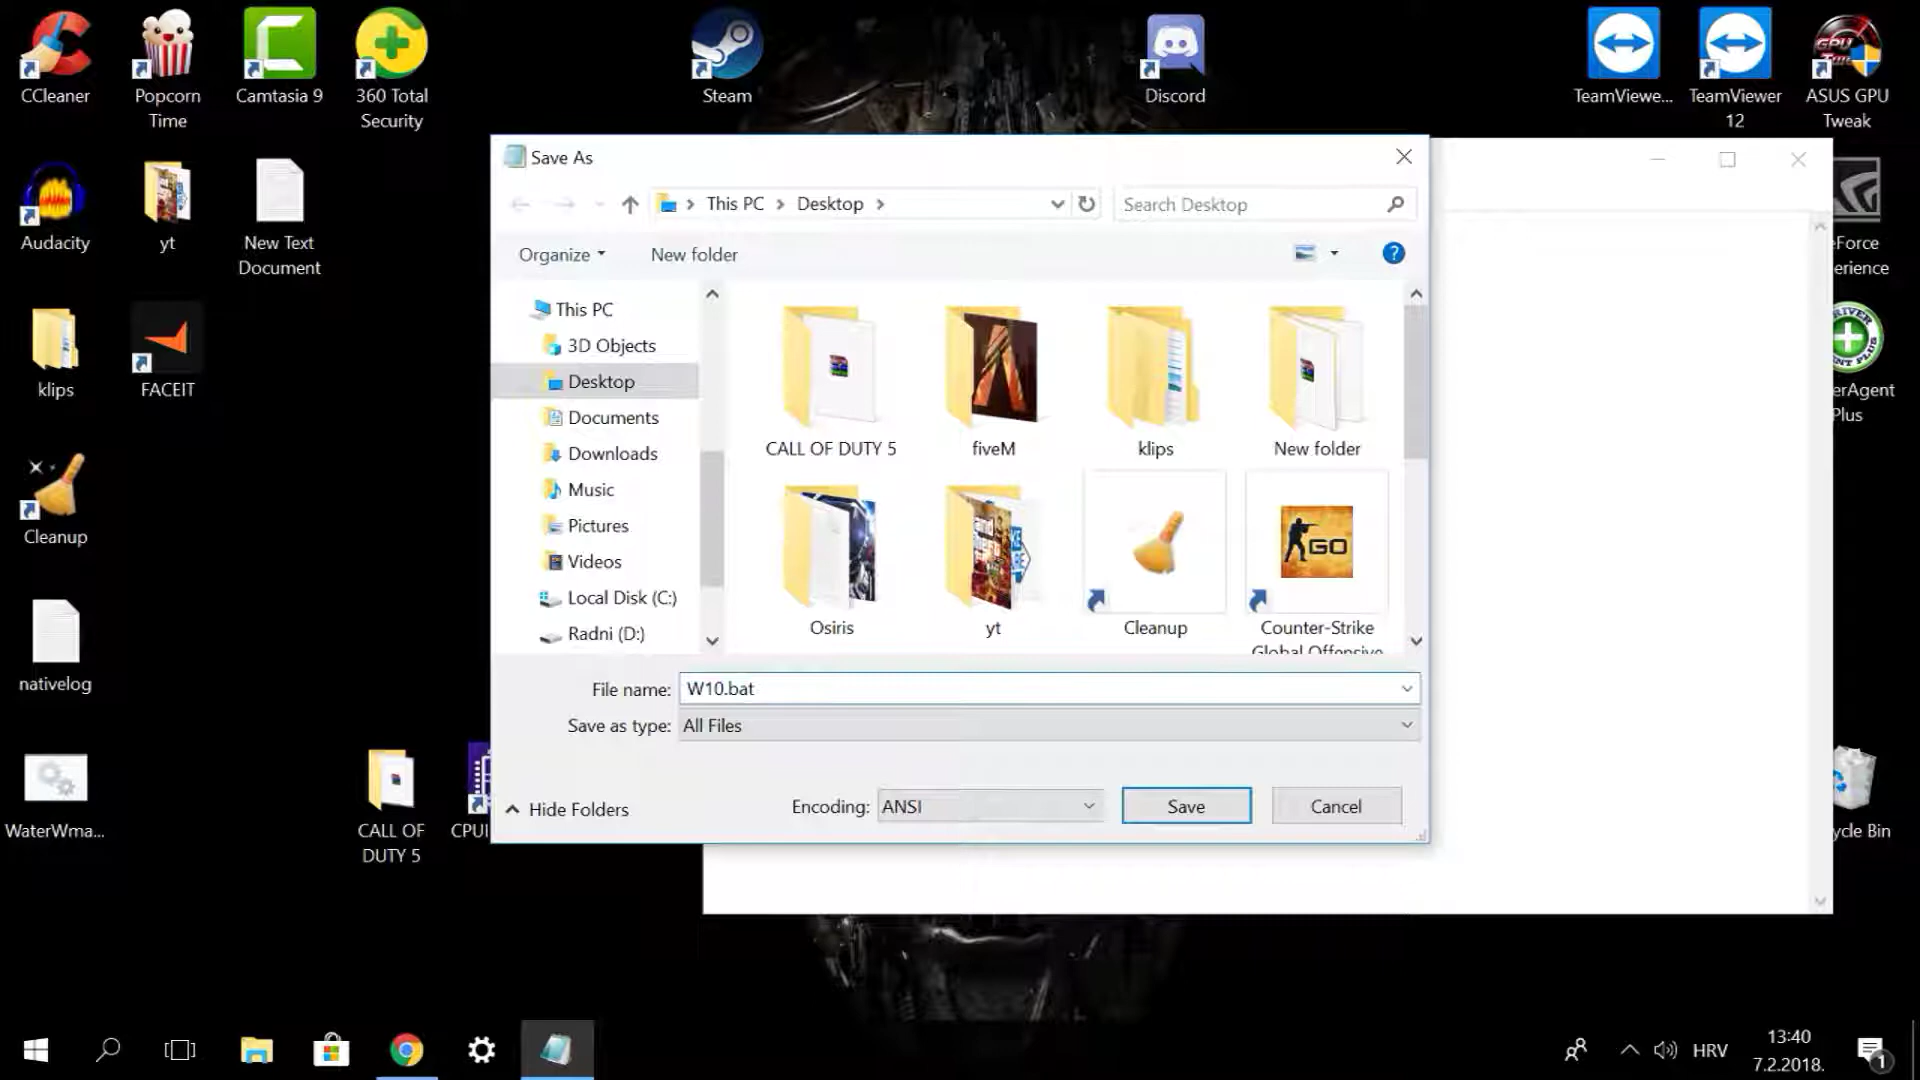 CCleaner
Popcorn
Time
Camtasia 9
360 Total
Security
Steam
Discord
TeamViewe...
TeamViewer
12
ASUS GPU
Tweak
Audacity
yt
New Text
Document
klips
FACEIT
Cleanup
nativelog
WaterWma...
CALL OF
DUTY 5
CPUI
Save As
This PC
Desktop
Search Desktop
Organize
New folder
?
This PC
3D Objects
Desktop
Documents
Downloads
Music
Pictures
Videos
Local Disk (C:)
Radni (D:)
CALL OF DUTY 5
fiveM
klips
New folder
Osiris
yt
Cleanup
GO
Counter-Strike
Global Offensive
File name:
W10.bat
Save as type:
All Files
Hide Folders
Encoding:
ANSI
Save
Cancel
eForce
erience
erAgent
Plus
ycle Bin
HRV
13:40
7.2.2018.
1